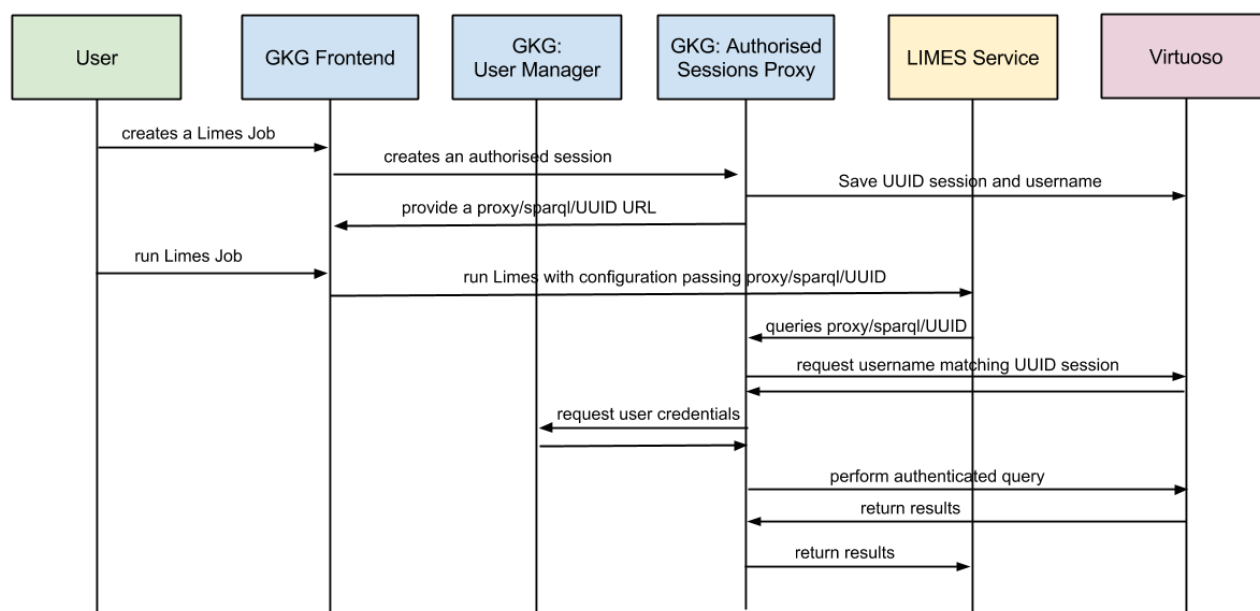 User
GKG Frontend
GKG:
User Manager
GKG: Authorised
Sessions Proxy
LIMES Service
Virtuoso
creates a Limes Job
creates an authorised session
Save UUID session and username
provide a proxy/sparql/UUID URL
run Limes Job
run Limes with configuration passing proxy/sparql/UUID
queries proxy/sparql/UUID
request username matching UUID session
request user credentials
perform authenticated query
return results
return results